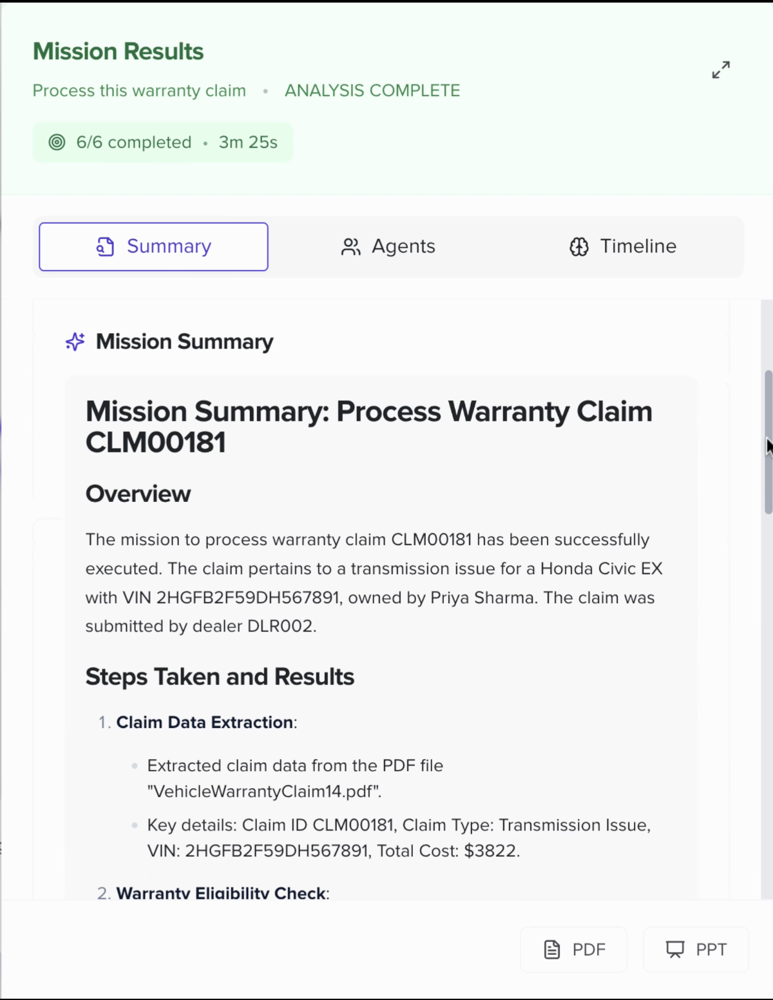 Mission Results
Process this warranty claim • ANALYSIS COMPLETE
6/6 completed • 3m 25s
Summary
Agents
Timeline
Mission Summary
Mission Summary: Process Warranty Claim
CLM00181
Overview
The mission to process warranty claim CLM00181 has been successfully
executed. The claim pertains to a transmission issue for a Honda Civic EX
with VIN 2HGFB2F59DH567891, owned by Priya Sharma. The claim was
submitted by dealer DLR002.
Steps Taken and Results
1. Claim Data Extraction:
• Extracted claim data from the PDF file
"VehicleWarrantyClaim14.pdf".
• Key details: Claim ID CLM00181, Claim Type: Transmission Issue,
VIN: 2HGFB2F59DH567891, Total Cost: $3822.
2. Warranty Eligibility Check:
PDF
PPT